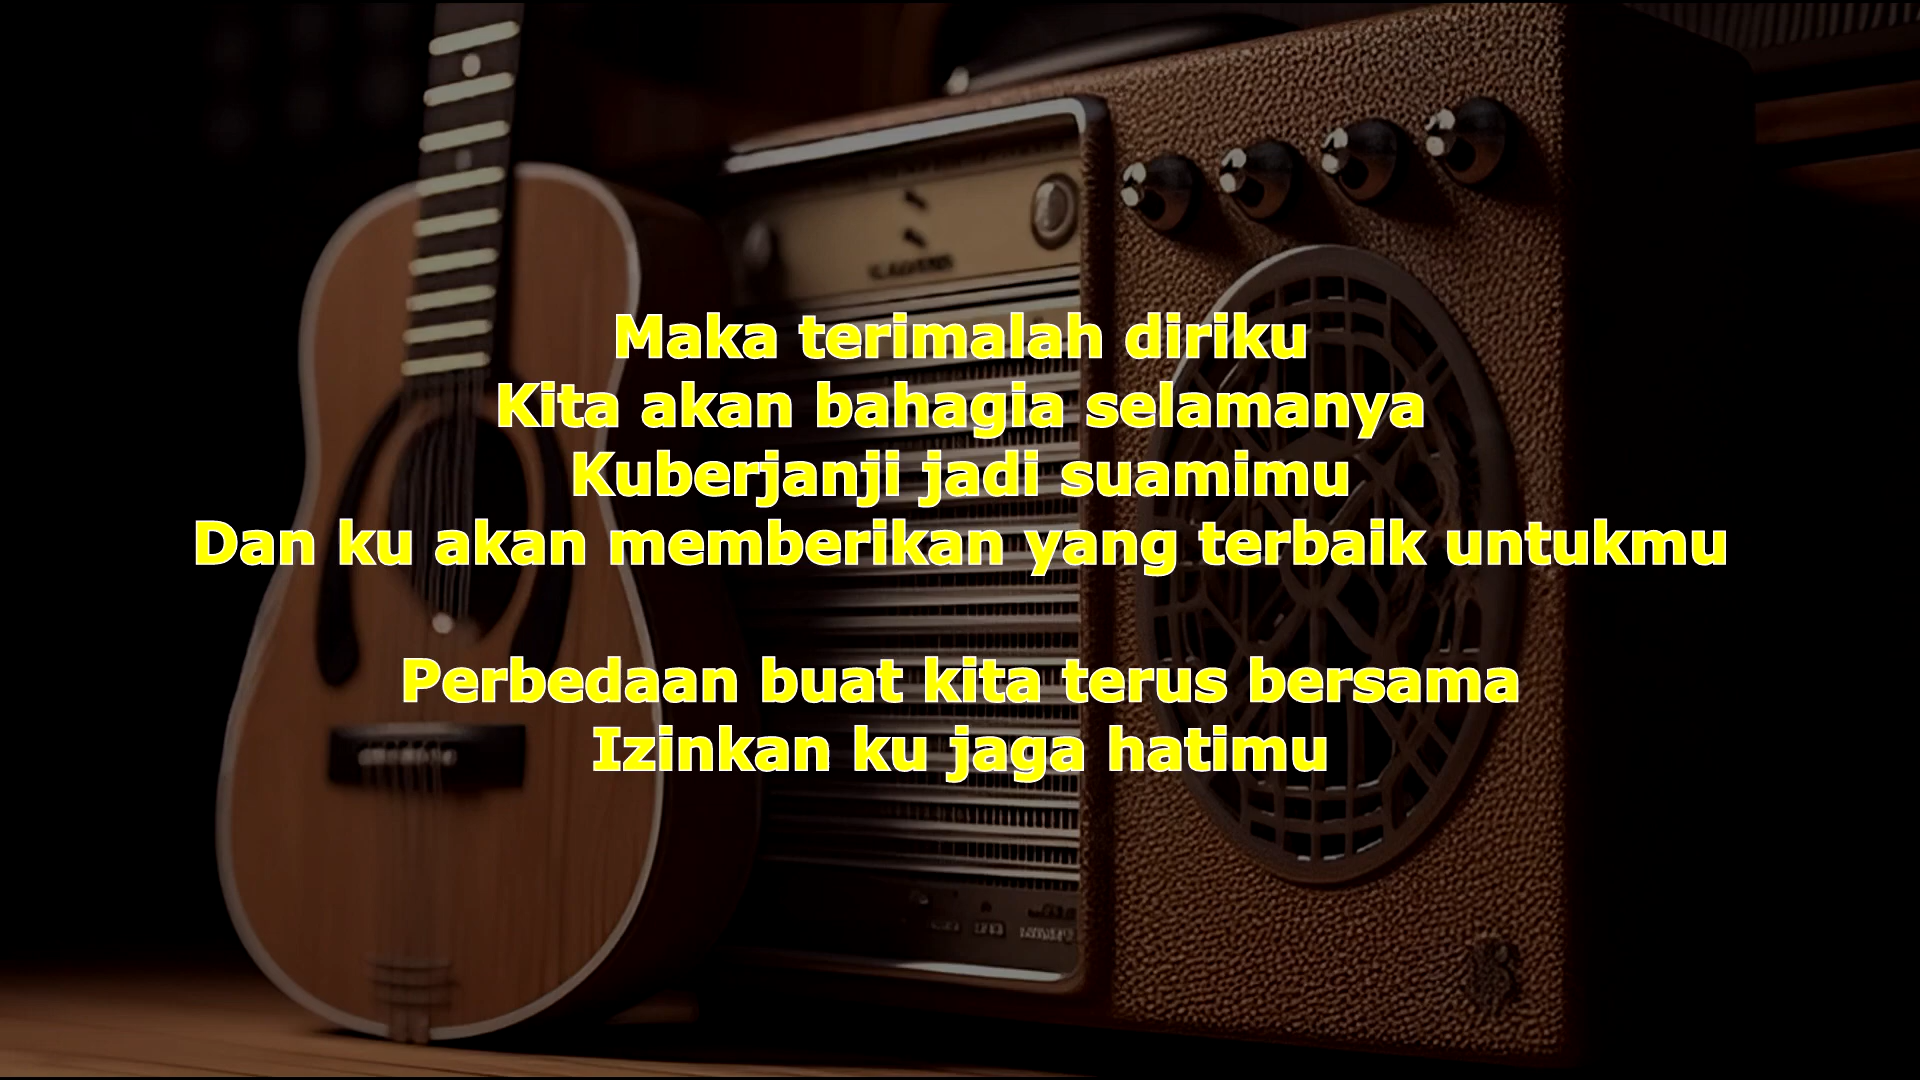 Maka terimalah diriku
Kita akan bahagia selamanya
Kuberjanji jadi suamimu
Dan ku akan memberikan yang terbaik untukmu
Perbedaan buat kita terus bersama
Izinkan ku jaga hatimu